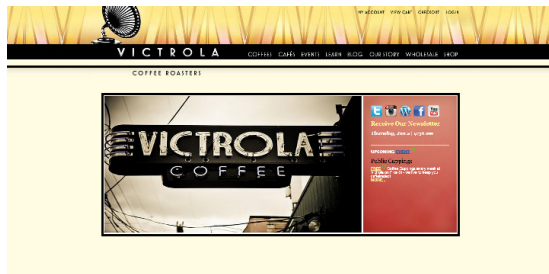 MY ACCOUNT VIEW CART CHECKOUT LOGIN
VICTROLA
COFFEES CAFÉS EVENTS LEARN BLOG OUR STORY WHOLESALE SHOP
COFFEE ROASTERS
VICTROLA
COFFEE
Receive Our Newsletter
UPCOMING
Public Cuppings